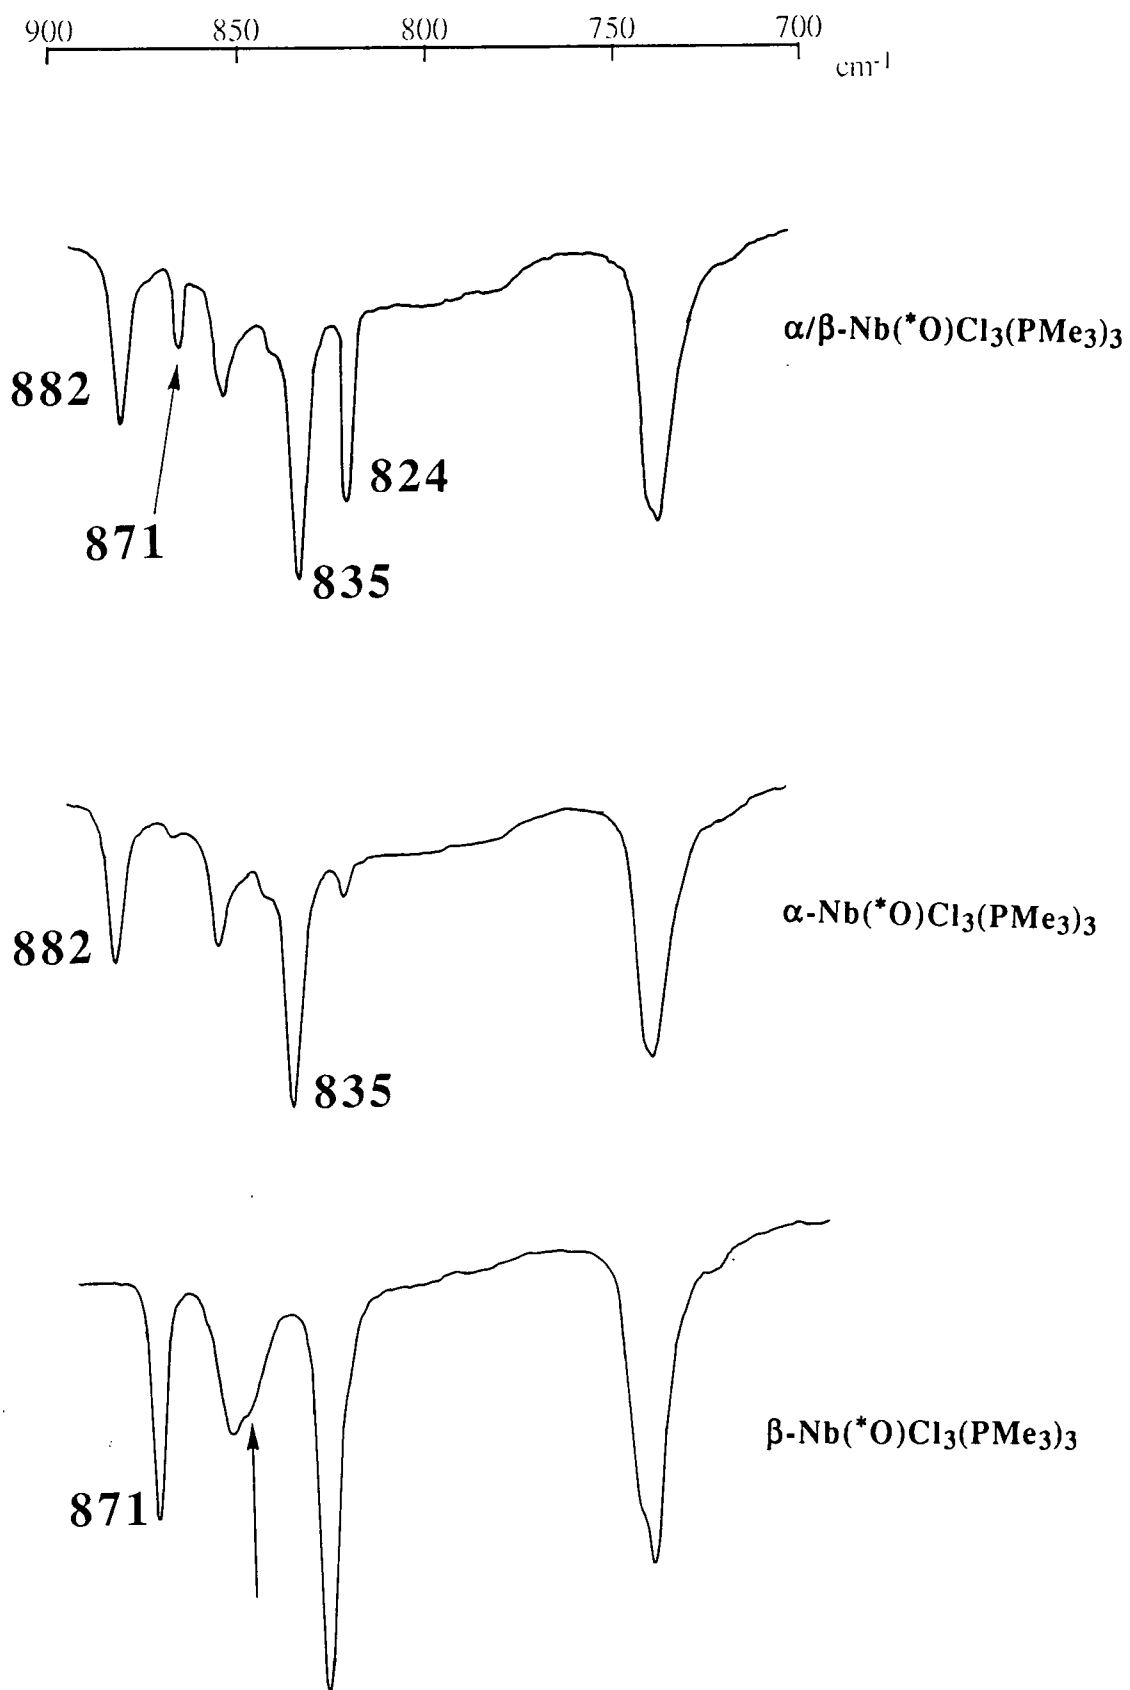 900 850 800 750 700
cm⁻¹
α/β-Nb(*O)Cl₃(PMe₃)₃
882
824
871
835
α-Nb(*O)Cl₃(PMe₃)₃
882
835
β-Nb(*O)Cl₃(PMe₃)₃
871